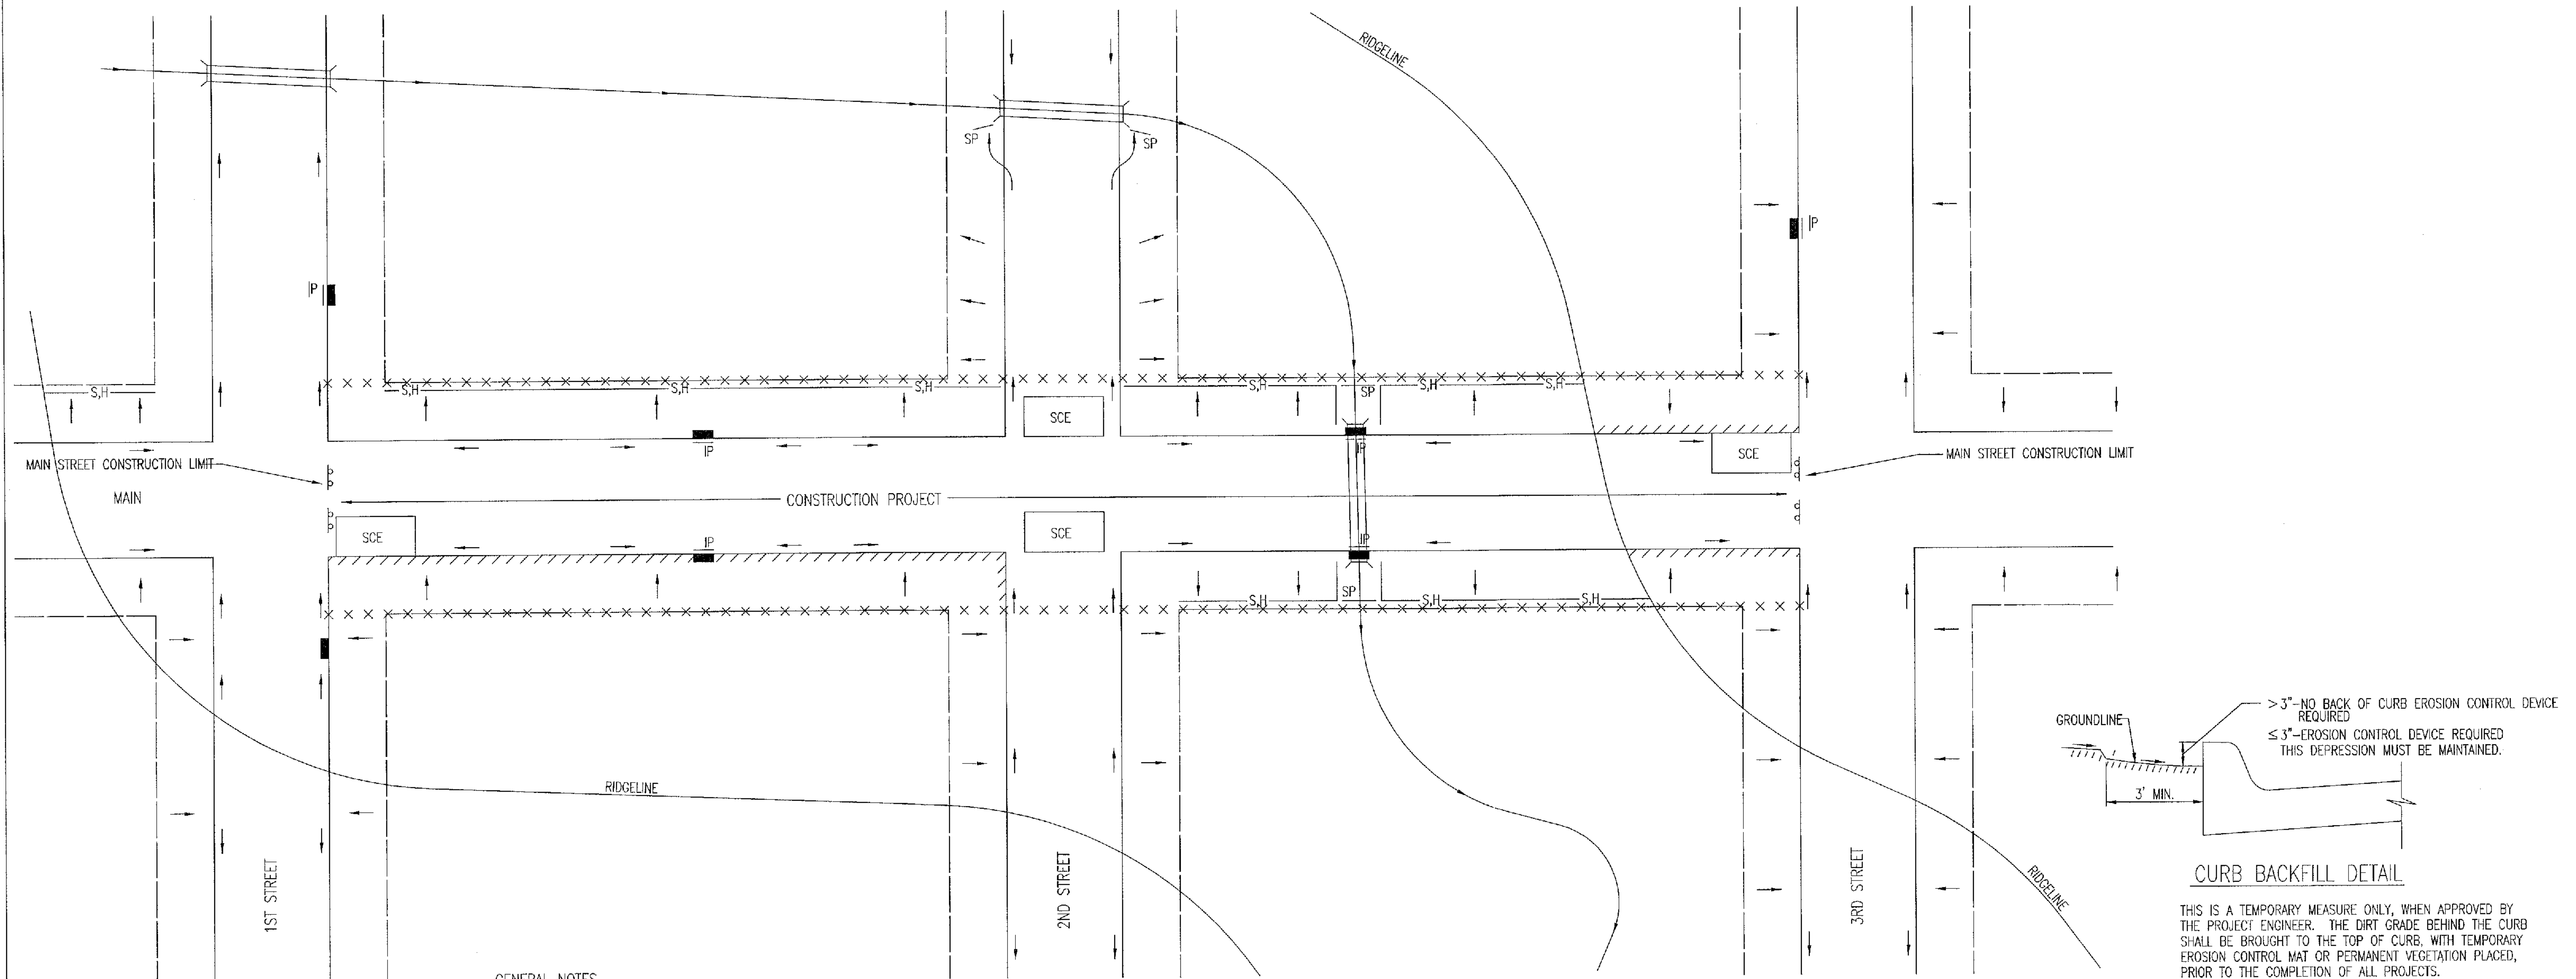 RIDGELINE
SP
SP
IP
IP
S,H
S,H
S,H
S,H
S,H
SP
S,H
S,H
SCE
IP
IP
SCE
MAIN STREET CONSTRUCTION LIMIT
MAIN STREET CONSTRUCTION LIMIT
MAIN
CONSTRUCTION PROJECT
SCE
SCE
IP
IP
S,H
SP
S,H
S,H
RIDGELINE
1ST STREET
2ND STREET
3RD STREET
RIDGELINE
GROUNDLINE
>3"-NO BACK OF CURB EROSION CONTROL DEVICE
REQUIRED
≤3"-EROSION CONTROL DEVICE REQUIRED
THIS DEPRESSION MUST BE MAINTAINED.
3' MIN.
CURB BACKFILL DETAIL
THIS IS A TEMPORARY MEASURE ONLY, WHEN APPROVED BY
THE PROJECT ENGINEER. THE DIRT GRADE BEHIND THE CURB
SHALL BE BROUGHT TO THE TOP OF CURB, WITH TEMPORARY
EROSION CONTROL MAT OR PERMANENT VEGETATION PLACED,
PRIOR TO THE COMPLETION OF ALL PROJECTS.
GENERAL NOTES